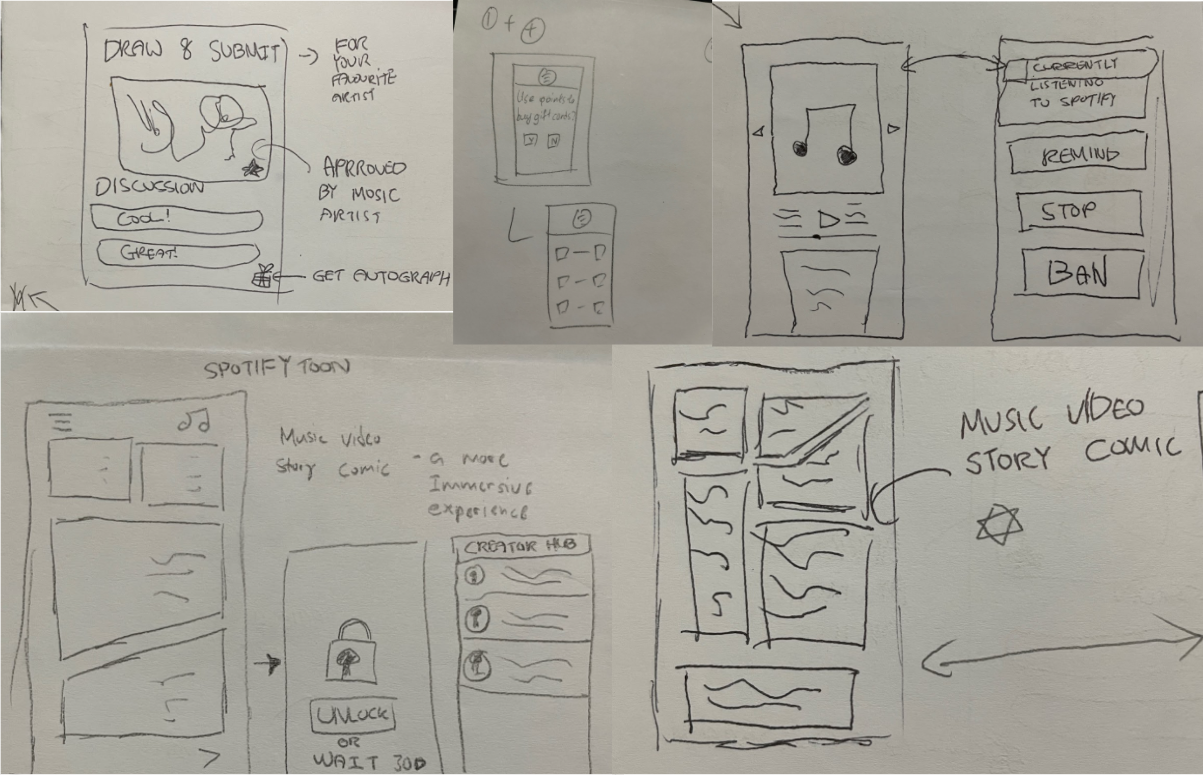 DRAW & SUBMIT
FOR
YOUR
FAVOURITE
ARTIST
APRROVED
BY MUSIC
ARTIST
DISCUSSION
COOL!
GREAT!
GET AUTOGRAPH
1 + 4
Use points to
buy gift cards?
Y N
CURRENTLY
LISTENING
TO SPOTIFY
REMIND
STOP
BAN
SPOTIFY TOON
Music video
Story Comic - a more
Immersive
experience
UNLOCK
OR
WAIT 30D
CREATOR HUB
MUSIC VIDEO
STORY COMIC